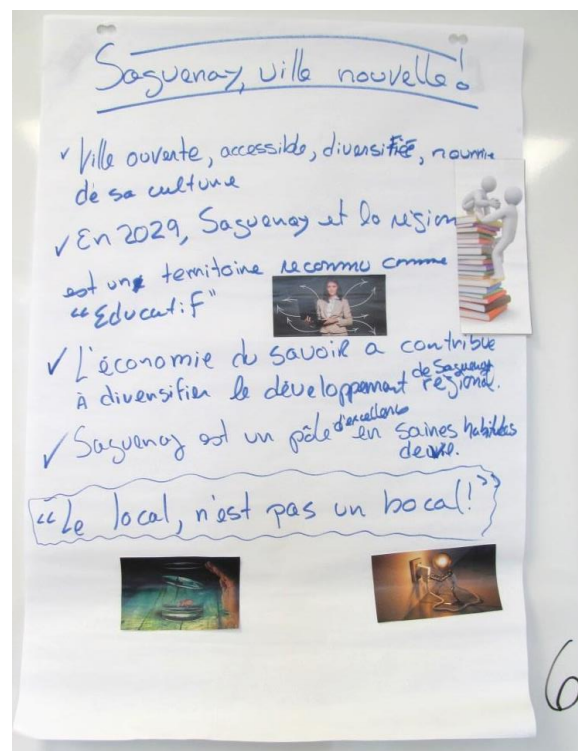 Saguenay, ville nouvelle!
✓ Ville ouverte, accessible, diversifiée, nourrie
de sa culture
✓ En 2029, Saguenay et la région
est un territoire reconnu comme
"Éducatif"
✓ L'économie du savoir a contribué
à diversifier le développement de Saguenay régional.
✓ Saguenay est un pôle d'excellence en saines habitudes
de vie.
"Le local, n'est pas un bocal!"
6